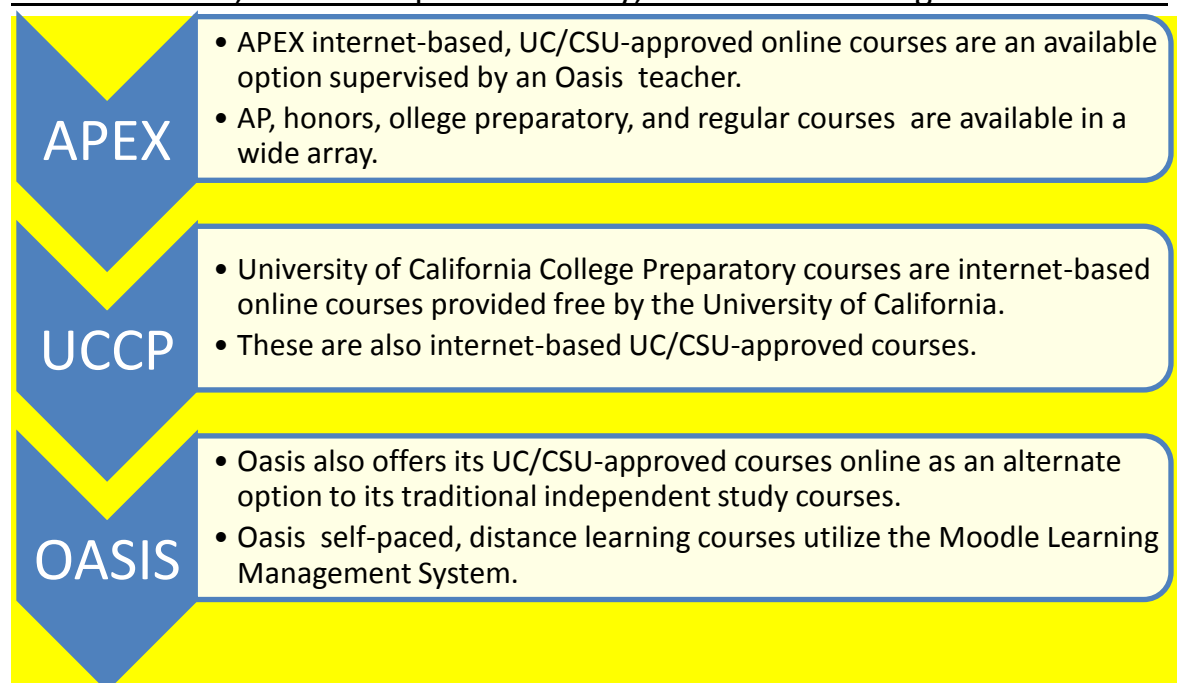 APEX
• APEX internet-based, UC/CSU-approved online courses are an available
option supervised by an Oasis  teacher.
• AP, honors, ollege preparatory, and regular courses  are available in a
wide array.
UCCP
• University of California College Preparatory courses are internet-based
online courses provided free by the University of California.
• These are also internet-based UC/CSU-approved courses.
OASIS
• Oasis also offers its UC/CSU-approved courses online as an alternate
option to its traditional independent study courses.
• Oasis  self-paced, distance learning courses utilize the Moodle Learning
Management System.